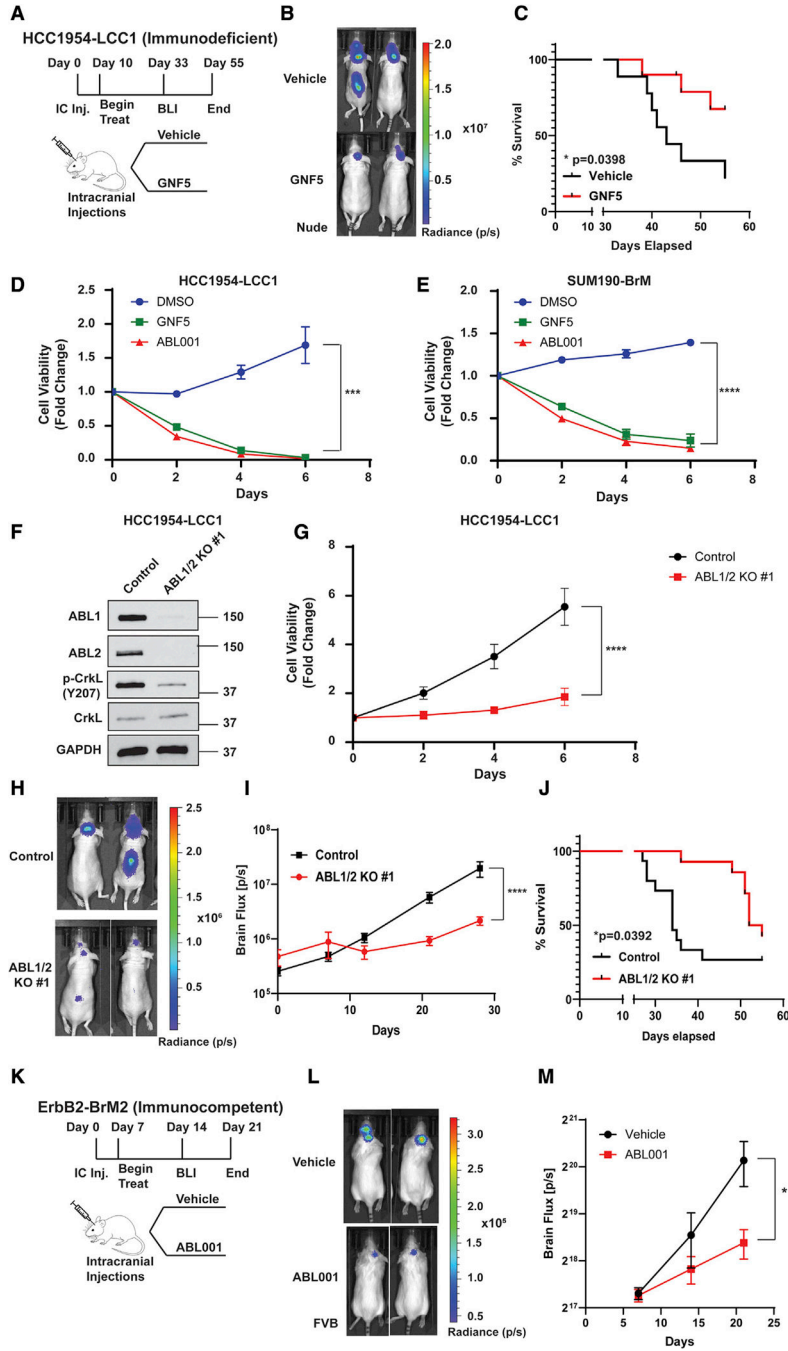 A
HCC1954-LCC1 (Immunodeficient)
Day 0 Day 10 Day 33 Day 55
IC Inj. Begin Treat BLI End
Vehicle
GNF5
Intracranial
Injections
B
Vehicle
GNF5
Nude
2.0
1.5
1.0
0.5
x10⁷
Radiance (p/s)
C
% Survival
100
50
0
* p=0.0398
Vehicle
GNF5
0 10 30 40 50 60
Days Elapsed
D
HCC1954-LCC1
DMSO
GNF5
ABL001
Cell Viability
(Fold Change)
2.5
2.0
1.5
1.0
0.5
0.0
***
0 2 4 6 8
Days
E
SUM190-BrM
DMSO
GNF5
ABL001
Cell Viability
(Fold Change)
2.0
1.5
1.0
0.5
0.0
****
0 2 4 6 8
Days
F
HCC1954-LCC1
Control
ABL1/2 KO #1
ABL1 150
ABL2 150
p-CrkL
(Y207) 37
CrkL 37
GAPDH 37
G
HCC1954-LCC1
Control
ABL1/2 KO #1
Cell Viability
(Fold Change)
8
6
4
2
0
****
0 2 4 6 8
Days
H
Control
ABL1/2
KO #1
2.5
2.0
1.5
x10⁶
1.0
0.5
Radiance (p/s)
I
Control
ABL1/2 KO #1
Brain Flux [p/s]
10⁸
10⁷
10⁶
10⁵
****
0 10 20 30
Days
J
% Survival
100
50
0
*p=0.0392
Control
ABL1/2 KO #1
0 10 30 40 50 60
Days elapsed
K
ErbB2-BrM2 (Immunocompetent)
Day 0 Day 7 Day 14 Day 21
IC Inj. Begin Treat BLI End
Vehicle
ABL001
Intracranial
Injections
L
Vehicle
ABL001
FVB
3.0
2.0
x10⁵
1.0
0.5
Radiance (p/s)
M
Vehicle
ABL001
Brain Flux [p/s]
2²¹
2²⁰
2¹⁹
2¹⁸
2¹⁷
*
0 5 10 15 20 25
Days